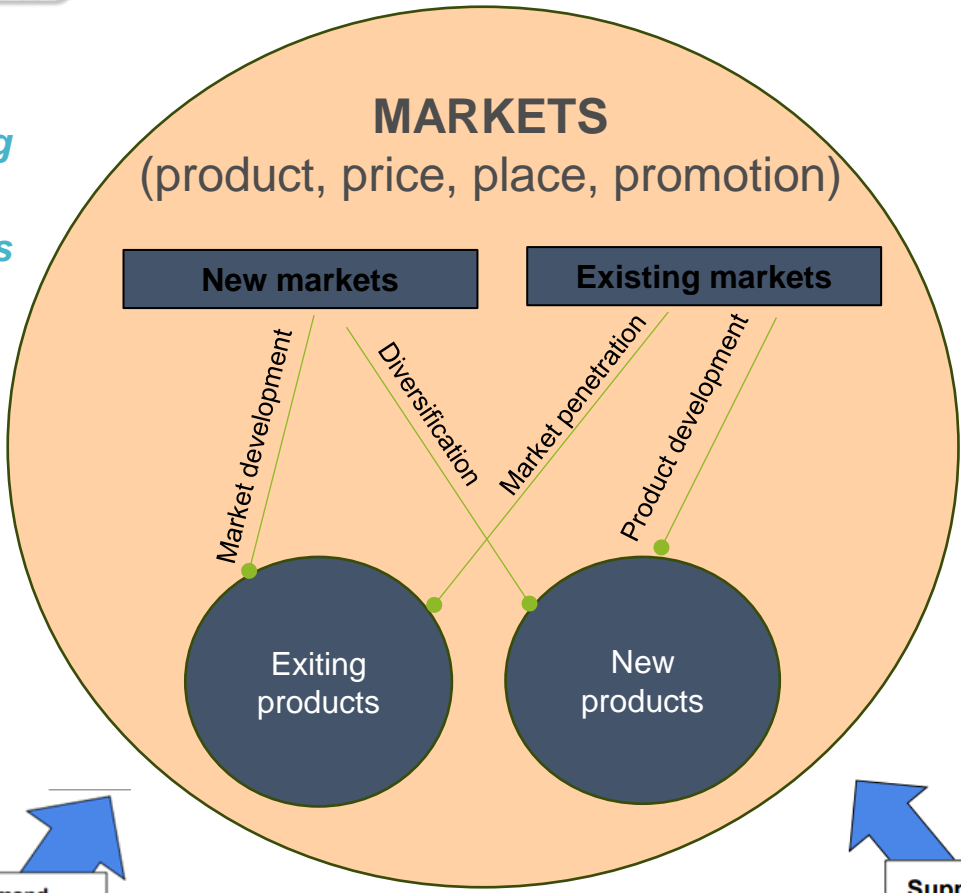 MARKETS
(product, price, place, promotion)
New markets
Existing markets
Market development
Diversification
Market penetration
Product development
Exiting
products
New
products